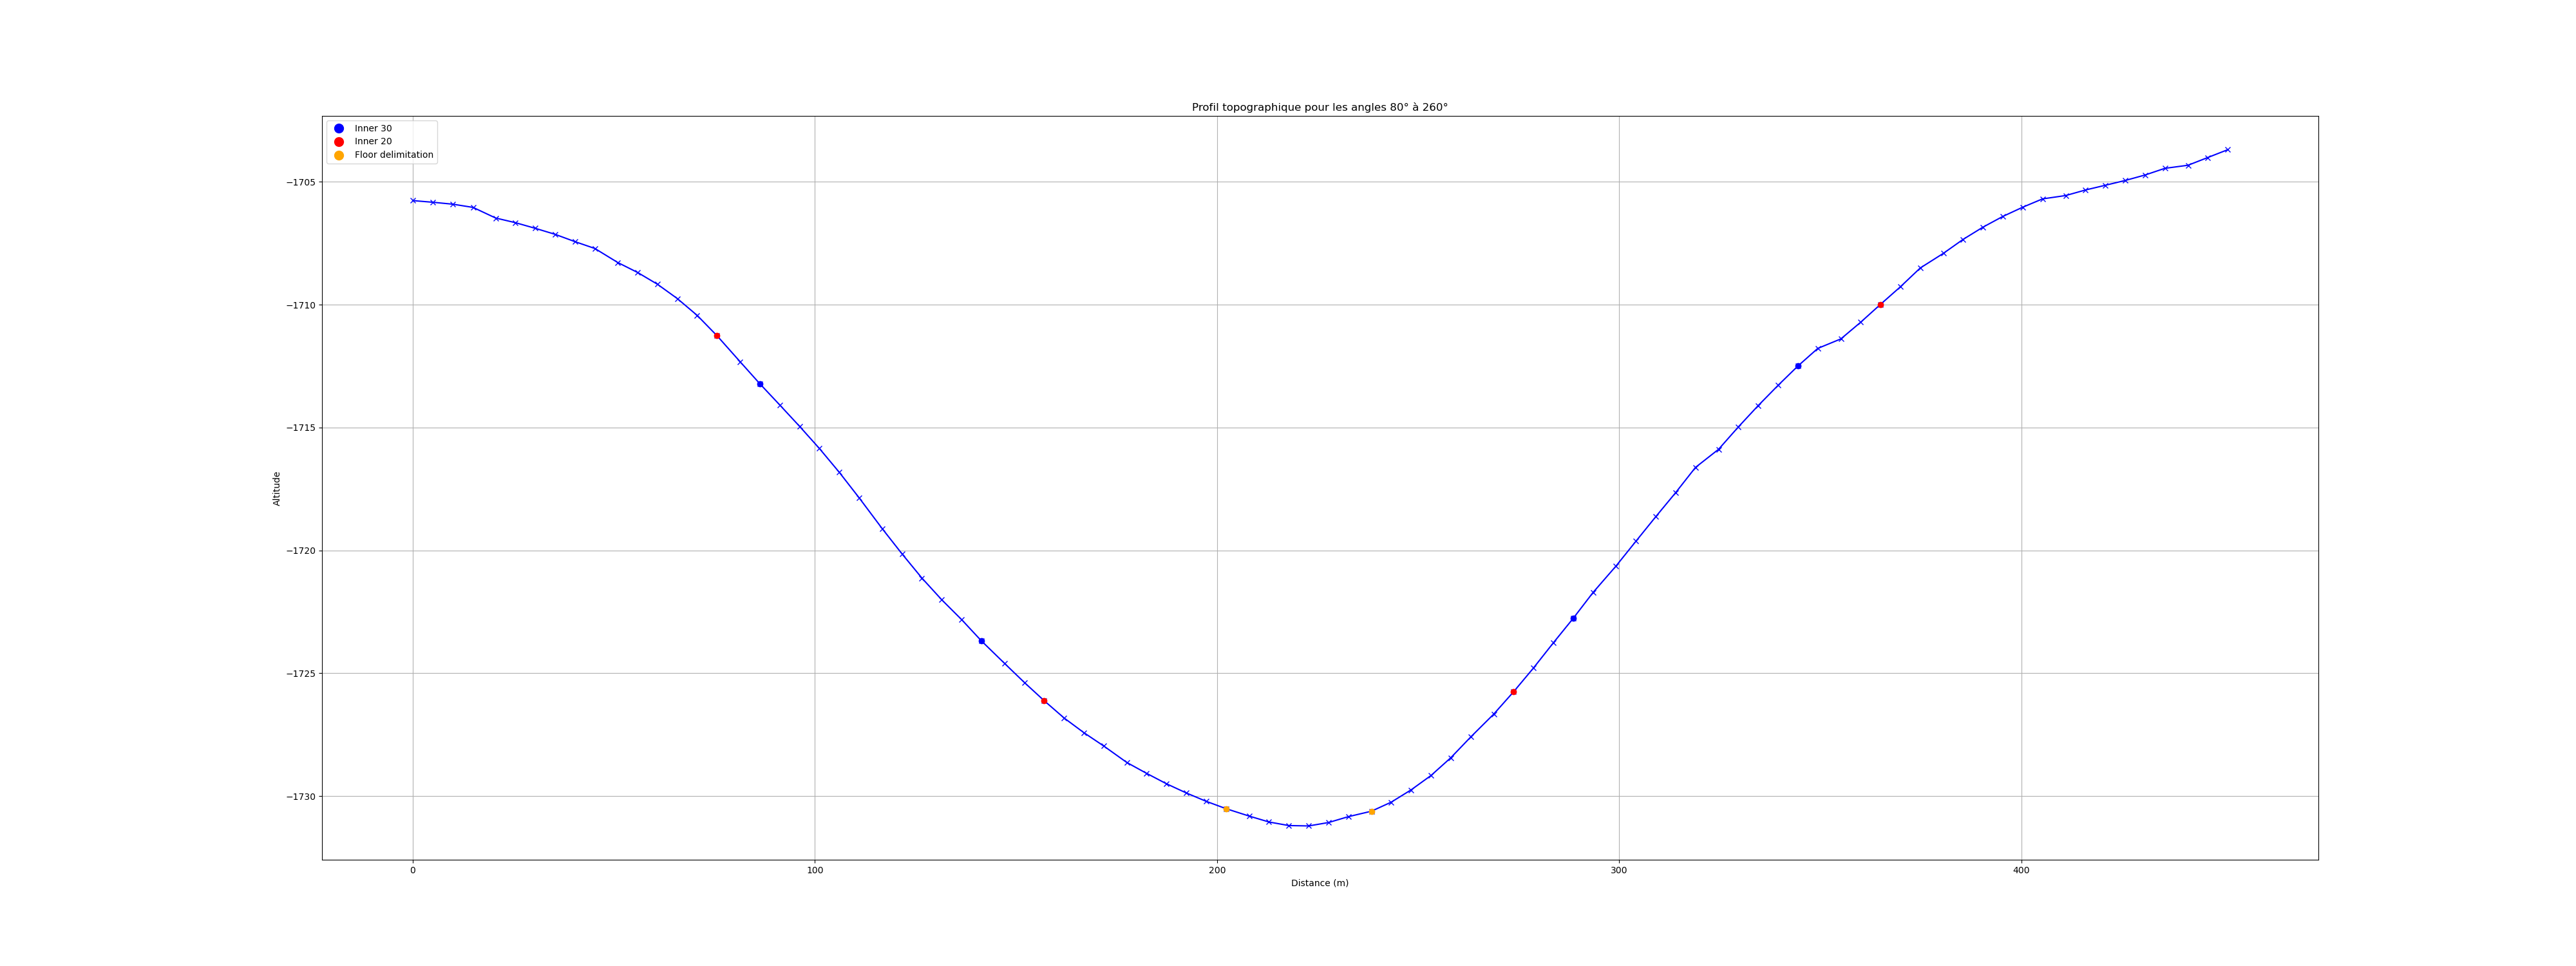 Profil topographique pour les angles 80° à 260°
Inner 30
Inner 20
Floor delimitation
−1705
−1710
−1715
−1720
−1725
−1730
Altitude
0 100 200 300 400
Distance (m)